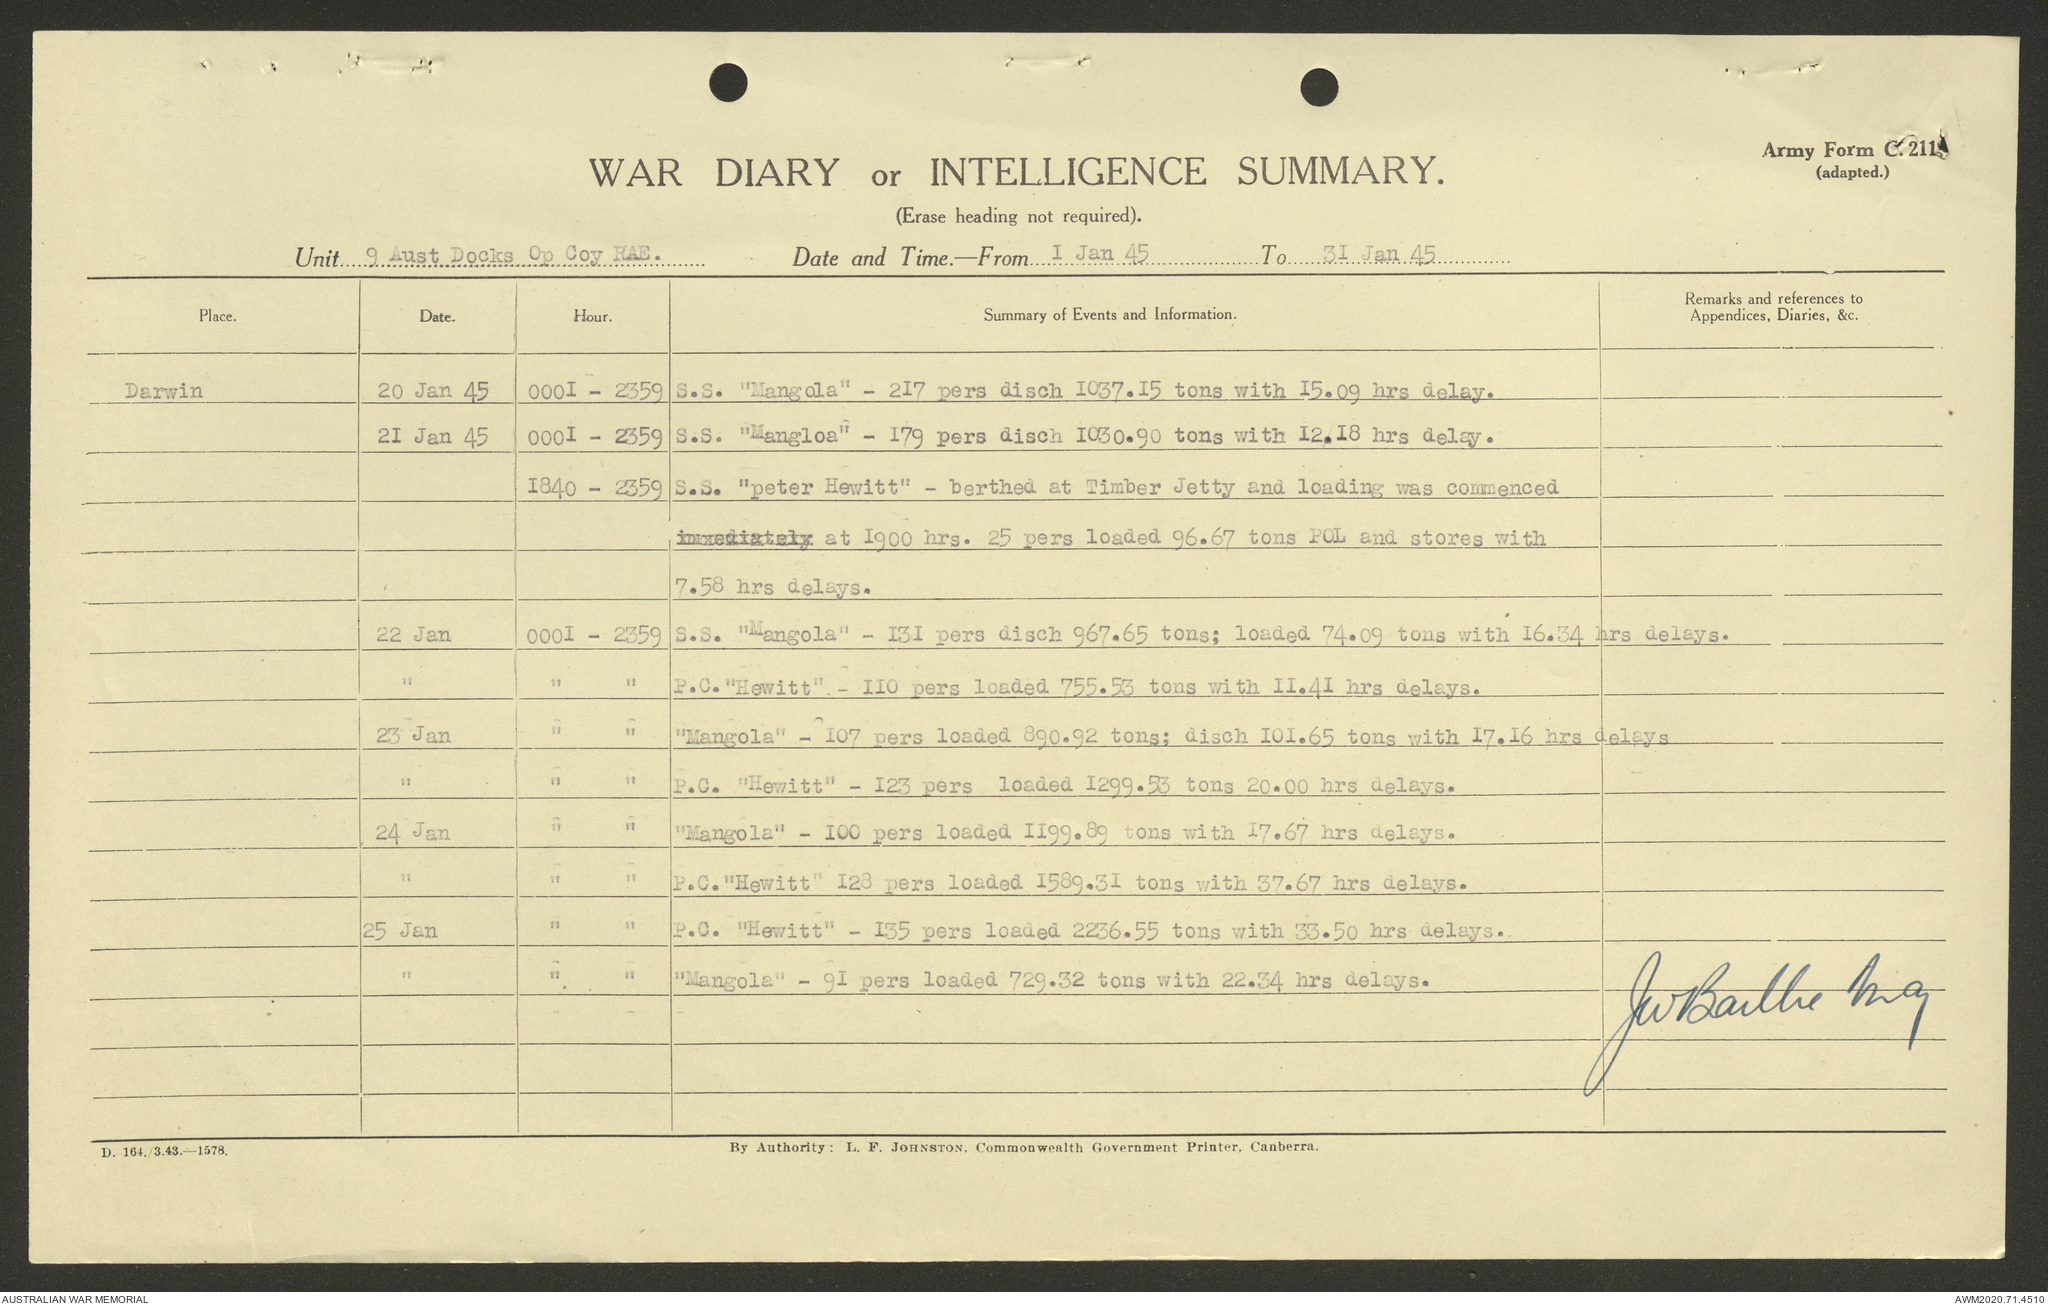 Army Form C. 2118
(adapted.)
WAR DIARY or INTELLIGENCE SUMMARY.
(Erase heading not required).
Unit 9 Aust Docks Op Coy RAE. Date and Time.—From 1 Jan 45 To 31 Jan 45
Place. Date. Hour. Summary of Events and Information. Remarks and references to
Appendices, Diaries, &c.
Darwin 20 Jan 45 0001 - 2359 S.S. "Mangola" - 217 pers disch 1037.15 tons with 15.09 hrs delay.
21 Jan 45 0001 - 2359 S.S. "Mangloa" - 179 pers disch 1030.90 tons with 12.18 hrs delay.
1840 - 2359 S.S. "peter Hewitt" - berthed at Timber Jetty and loading was commenced
immediately at 1900 hrs. 25 pers loaded 96.67 tons POL and stores with
7.58 hrs delays.
22 Jan 0001 - 2359 S.S. "Mangola" - 131 pers disch 967.65 tons; loaded 74.09 tons with 16.34 hrs delays.
" " " P.C."Hewitt" - 110 pers loaded 755.53 tons with 11.41 hrs delays.
23 Jan " " "Mangola" - 107 pers loaded 890.92 tons; disch 101.65 tons with 17.16 hrs delays
" " " P.C. "Hewitt" - 123 pers loaded 1299.53 tons 20.00 hrs delays.
24 Jan " " "Mangola" - 100 pers loaded 1199.89 tons with 17.67 hrs delays.
" " " P.C."Hewitt" 128 pers loaded 1589.31 tons with 37.67 hrs delays.
25 Jan " " P.C. "Hewitt" - 135 pers loaded 2236.55 tons with 33.50 hrs delays.
" " " "Mangola" - 91 pers loaded 729.32 tons with 22.34 hrs delays.
D. 164./3.43.—1578. By Authority: L. F. JOHNSTON, Commonwealth Government Printer, Canberra.
AUSTRALIAN WAR MEMORIAL AWM2020.71.4510